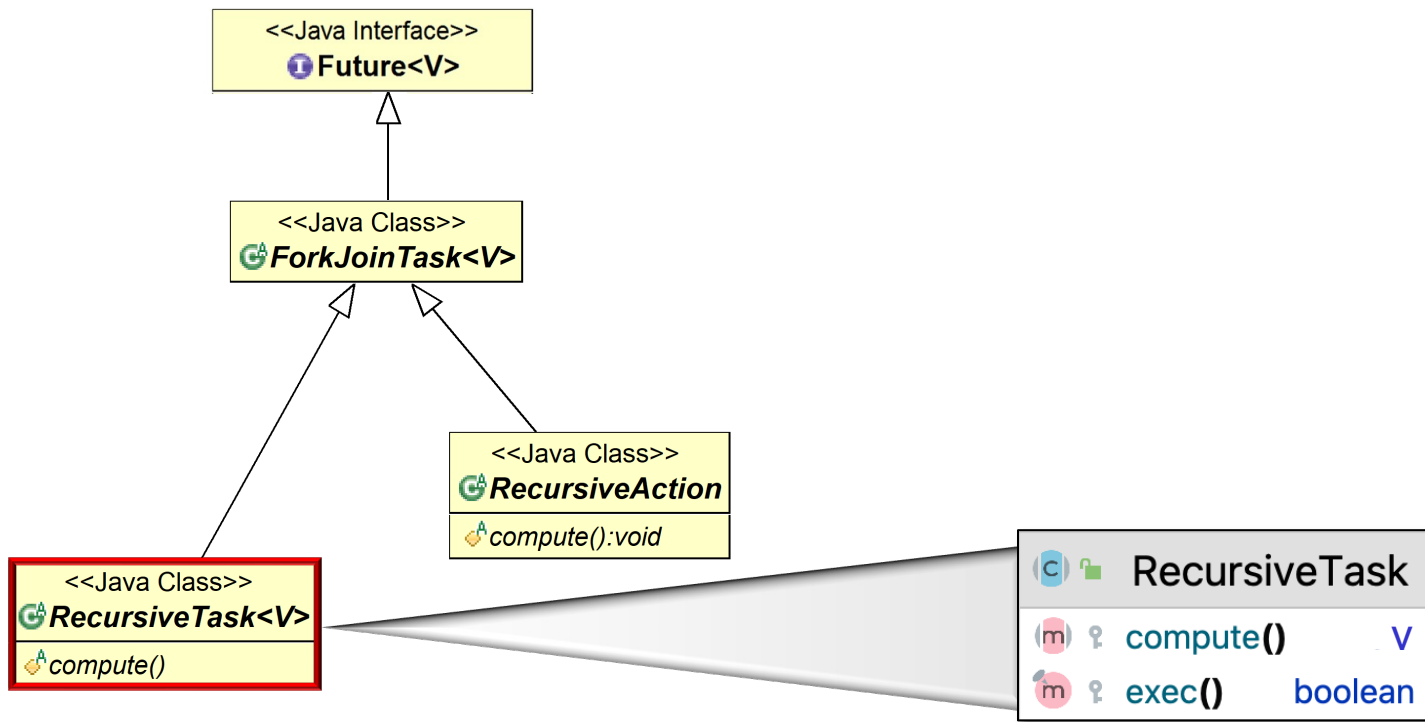 <<Java Interface>>
Future<V>
<<Java Class>>
ForkJoinTask<V>
<<Java Class>>
RecursiveAction
compute():void
<<Java Class>>
RecursiveTask<V>
compute()
RecursiveTask
compute() V
exec() boolean